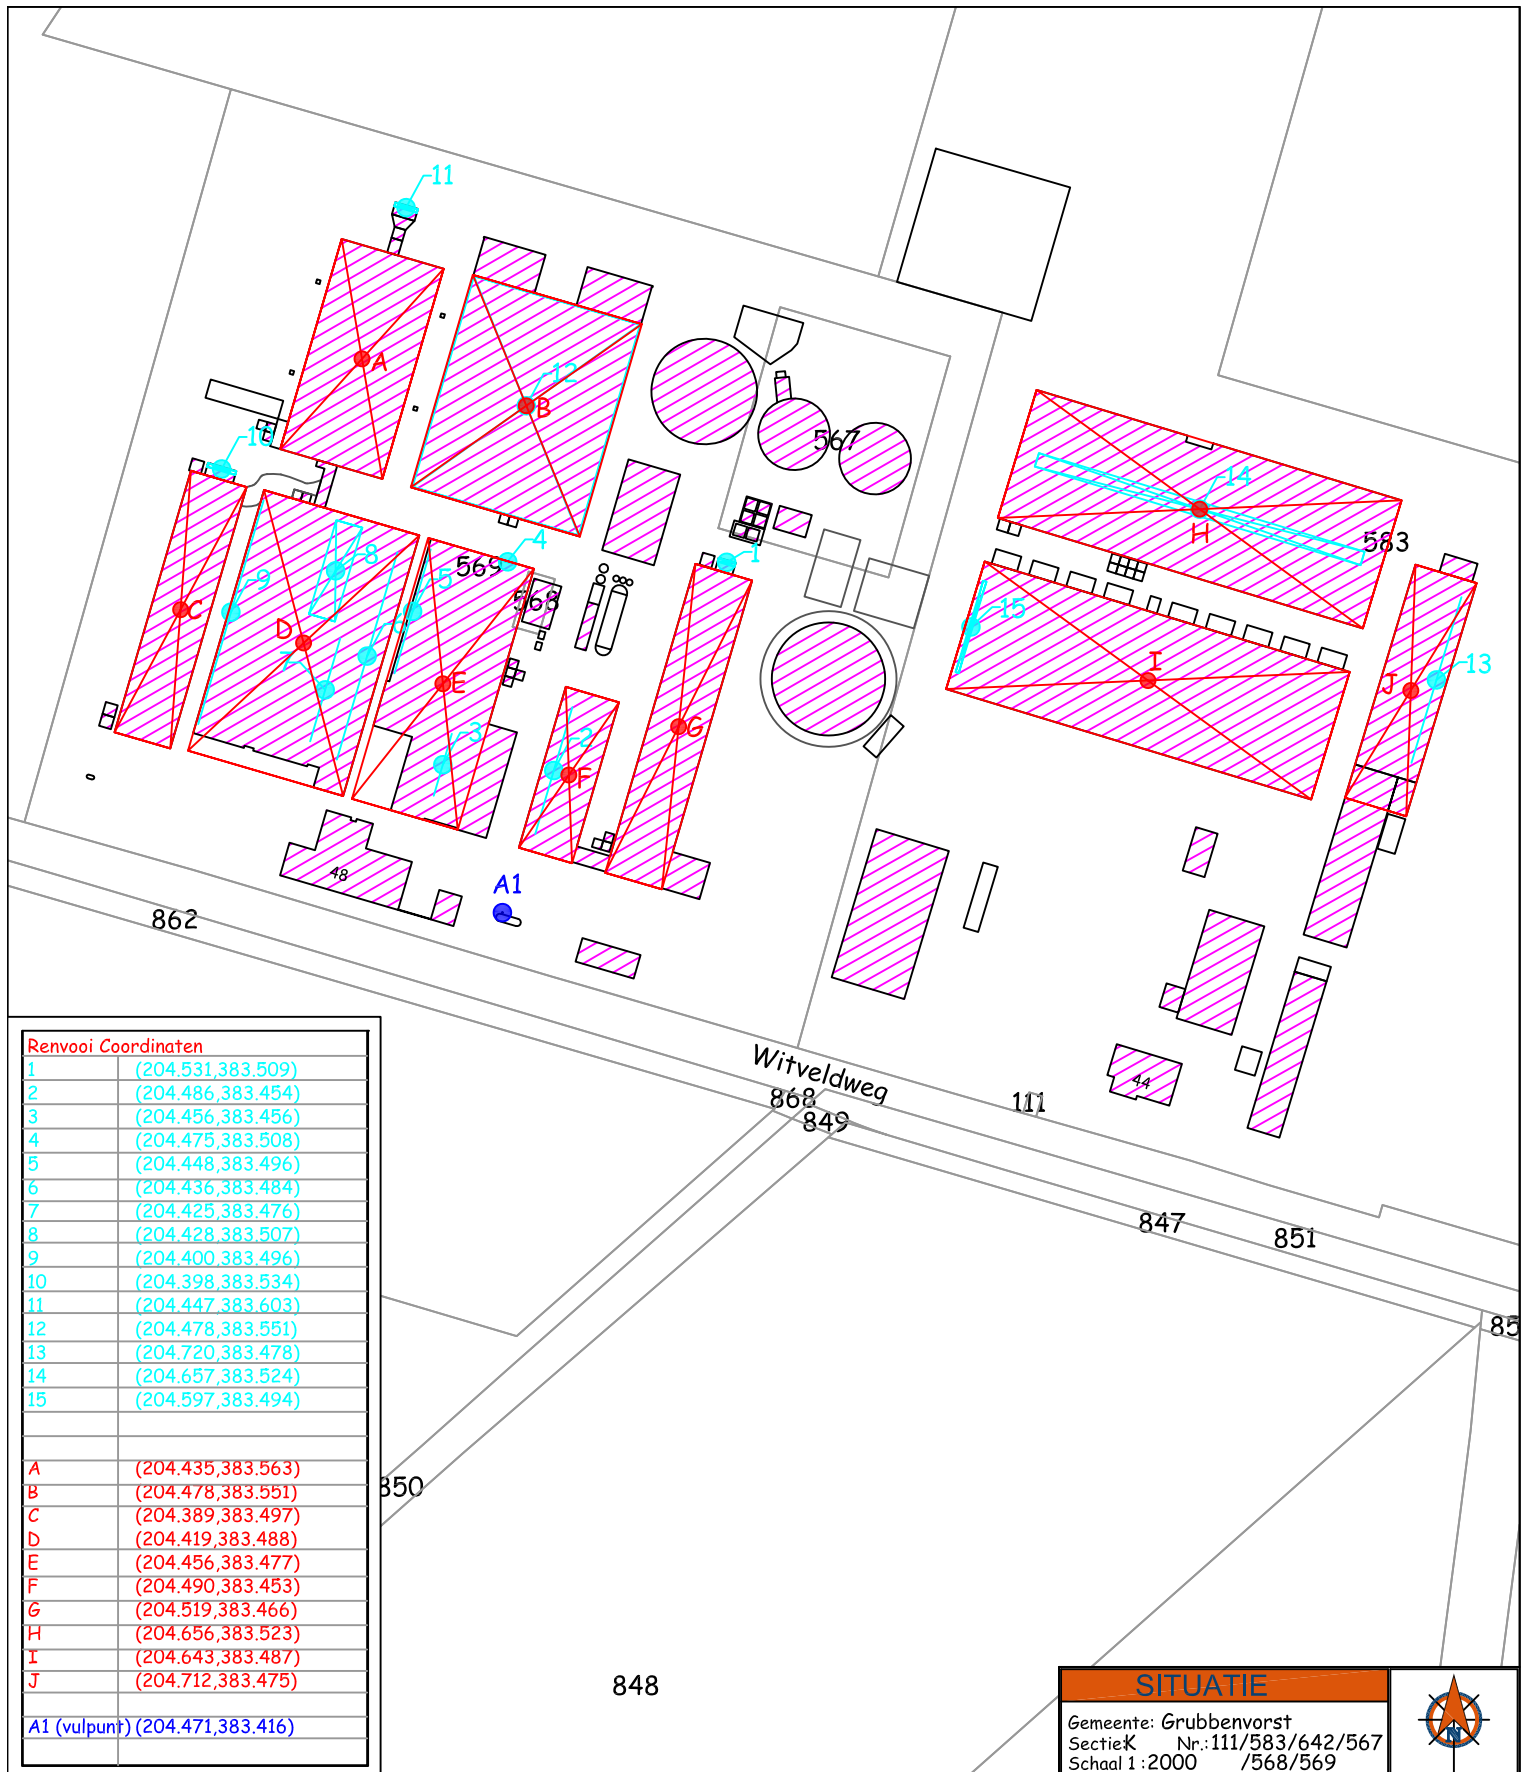 11
A
12
B
567
10
14
H
583
4
569
1
8
5
568
9
15
C
6
D
7
I
13
J
E
G
3
2
F
48
A1
862
44
Witveldweg
868
111
849
847
851
85
850
848
Renvooi Coordinaten
1 (204.531,383.509)
2 (204.486,383.454)
3 (204.456,383.456)
4 (204.475,383.508)
5 (204.448,383.496)
6 (204.436,383.484)
7 (204.425,383.476)
8 (204.428,383.507)
9 (204.400,383.496)
10 (204.398,383.534)
11 (204.447,383.603)
12 (204.478,383.551)
13 (204.720,383.478)
14 (204.657,383.524)
15 (204.597,383.494)
A (204.435,383.563)
B (204.478,383.551)
C (204.389,383.497)
D (204.419,383.488)
E (204.456,383.477)
F (204.490,383.453)
G (204.519,383.466)
H (204.656,383.523)
I (204.643,383.487)
J (204.712,383.475)
A1 (vulpunt) (204.471,383.416)
SITUATIE
Gemeente: Grubbenvorst
Sectie:K Nr.:111/583/642/567
Schaal 1:2000 /568/569
N